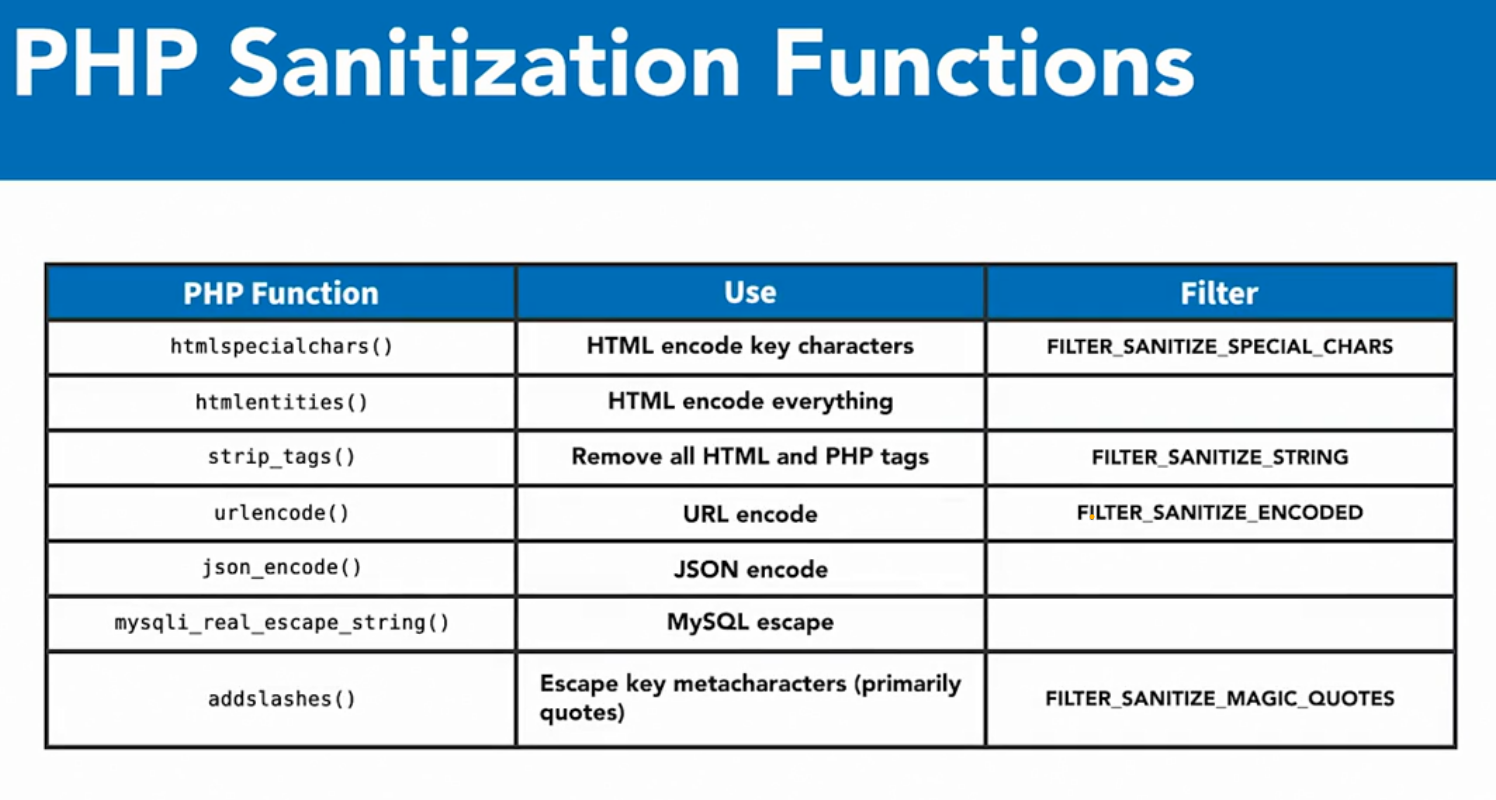 PHP Sanitization Functions
PHP Function Use Filter
htmlspecialchars() HTML encode key characters FILTER_SANITIZE_SPECIAL_CHARS
htmlentities() HTML encode everything
strip_tags() Remove all HTML and PHP tags FILTER_SANITIZE_STRING
urlencode() URL encode FILTER_SANITIZE_ENCODED
json_encode() JSON encode
mysqli_real_escape_string() MySQL escape
addslashes() Escape key metacharacters (primarily
quotes) FILTER_SANITIZE_MAGIC_QUOTES